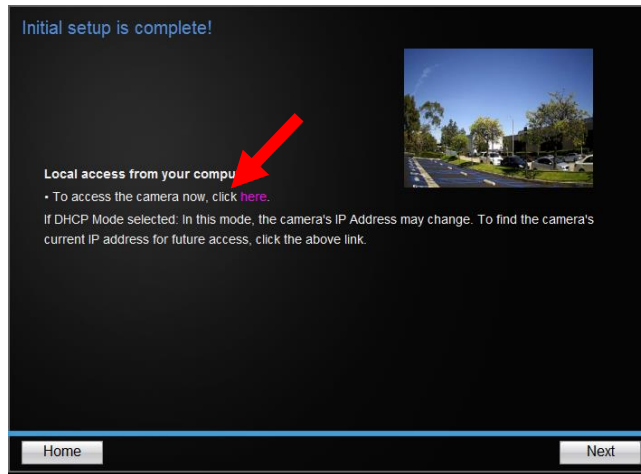 Initial setup is complete!
Local access from your compu
• To access the camera now, click here.
If DHCP Mode selected: In this mode, the camera's IP Address may change. To find the camera's
current IP address for future access, click the above link.
Home
Next